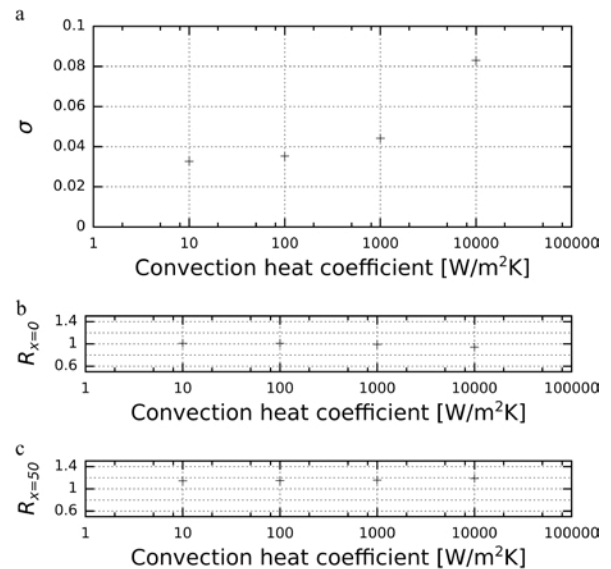 a
0.1
0.08
0.06
0.04
0.02
0
σ
1 10 100 1000 10000 100000
Convection heat coefficient [W/m²K]
b
1.4
1
0.6
R x=0
1 10 100 1000 10000 100000
Convection heat coefficient [W/m²K]
c
1.4
1
0.6
R x=50
1 10 100 1000 10000 100000
Convection heat coefficient [W/m²K]